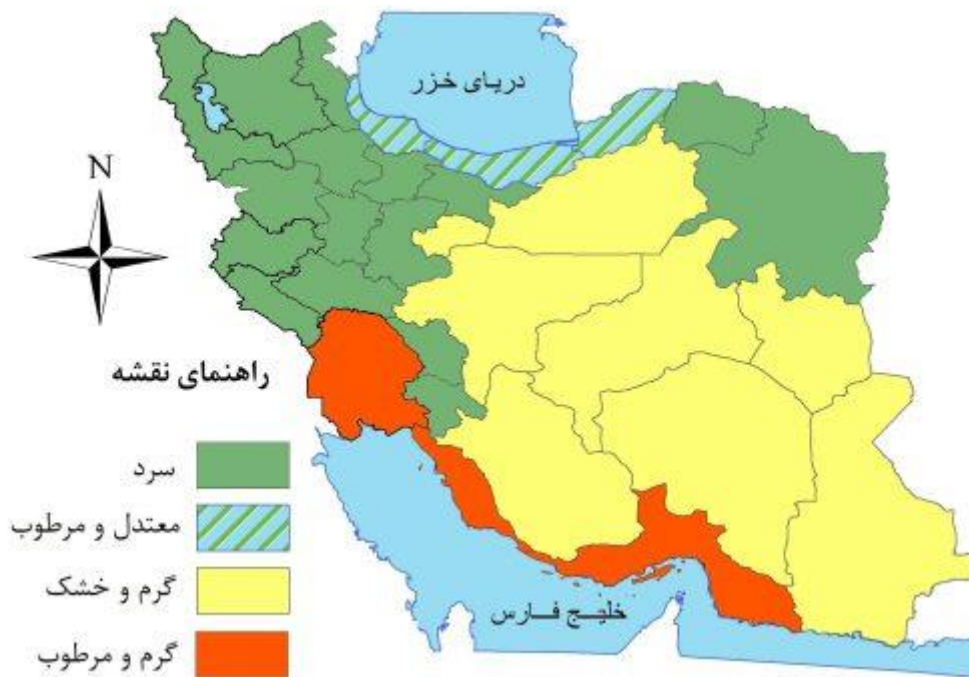 دریای خزر
N
راهنمای نقشه
سرد
معتدل و مرطوب
گرم و خشک
خلیج فارس
گرم و مرطوب